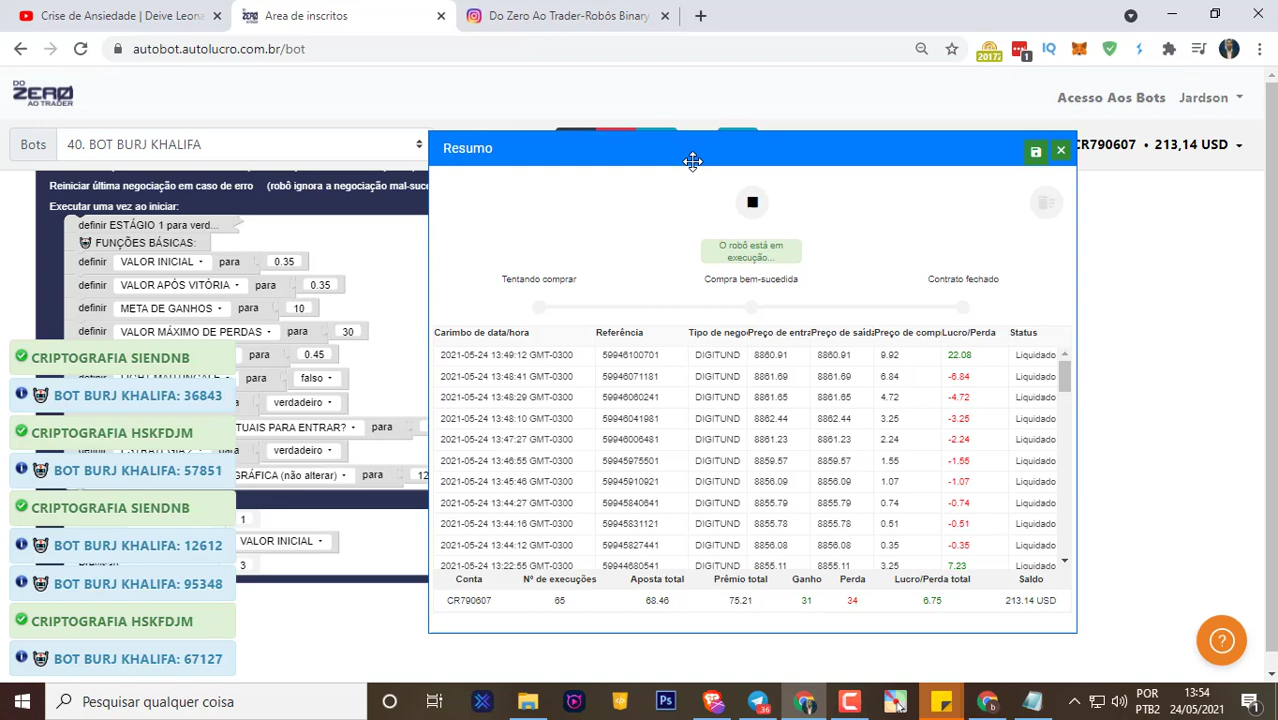 Crise de Ansiedade | Deive Leona
Area de inscritos
Do Zero Ao Trader-Robôs Binary
autobot.autolucro.com.br/bot
20172
1
IQ
DO
ZERO
AO TRADER
Acesso Aos Bots
Jardson
Bots
40. BOT BURJ KHALIFA
CR790607 • 213,14 USD
Resumo
Reiniciar última negociação em caso de erro (robô ignora a negociação mal-suc
Executar uma vez ao iniciar:
definir ESTÁGIO 1 para verd...
FUNÇÕES BÁSICAS:
definir VALOR INICIAL para 0.35
definir VALOR APÓS VITÓRIA para 0.35
definir META DE GANHOS para 10
definir VALOR MÁXIMO DE PERDAS para 30
para 0.45
para falso
verdadeiro
TUAIS PARA ENTRAR? para
verdadeiro
GRÁFICA (não alterar) para 12
1
VALOR INICIAL
3
CRIPTOGRAFIA SIENDNB
BOT BURJ KHALIFA: 36843
CRIPTOGRAFIA HSKFDJM
BOT BURJ KHALIFA: 57851
CRIPTOGRAFIA SIENDNB
BOT BURJ KHALIFA: 12612
BOT BURJ KHALIFA: 95348
CRIPTOGRAFIA HSKFDJM
BOT BURJ KHALIFA: 67127
O robô está em
execução...
Tentando comprar Compra bem-sucedida Contrato fechado
Carimbo de data/hora Referência Tipo de nego Preço de entra Preço de saída Preço de comp Lucro/Perda Status
2021-05-24 13:49:12 GMT-0300 59946100701 DIGITUND 8860.91 8860.91 9.92 22.08 Liquidado
2021-05-24 13:48:41 GMT-0300 59946071181 DIGITUND 8861.69 8861.69 6.84 -6.84 Liquidado
2021-05-24 13:48:29 GMT-0300 59946060241 DIGITUND 8861.65 8861.65 4.72 -4.72 Liquidado
2021-05-24 13:48:10 GMT-0300 59946041981 DIGITUND 8862.44 8862.44 3.25 -3.25 Liquidado
2021-05-24 13:47:27 GMT-0300 59946006481 DIGITUND 8861.23 8861.23 2.24 -2.24 Liquidado
2021-05-24 13:46:55 GMT-0300 59945975501 DIGITUND 8859.57 8859.57 1.55 -1.55 Liquidado
2021-05-24 13:45:46 GMT-0300 59945910921 DIGITUND 8856.09 8856.09 1.07 -1.07 Liquidado
2021-05-24 13:44:27 GMT-0300 59945840641 DIGITUND 8855.79 8855.79 0.74 -0.74 Liquidado
2021-05-24 13:44:16 GMT-0300 59945831121 DIGITUND 8855.78 8855.78 0.51 -0.51 Liquidado
2021-05-24 13:44:12 GMT-0300 59945827441 DIGITUND 8856.08 8856.08 0.35 -0.35 Liquidado
2021-05-24 13:22:55 GMT-0300 59944680541 DIGITUND 8855.11 8855.11 3.25 7.23 Liquidado
Conta Nº de execuções Aposta total Prêmio total Ganho Perda Lucro/Perda total Saldo
CR790607 65 68.46 75.21 31 34 6.75 213.14 USD
Pesquisar qualquer coisa
Ps
36
POR
PTB2
13:54
24/05/2021
1